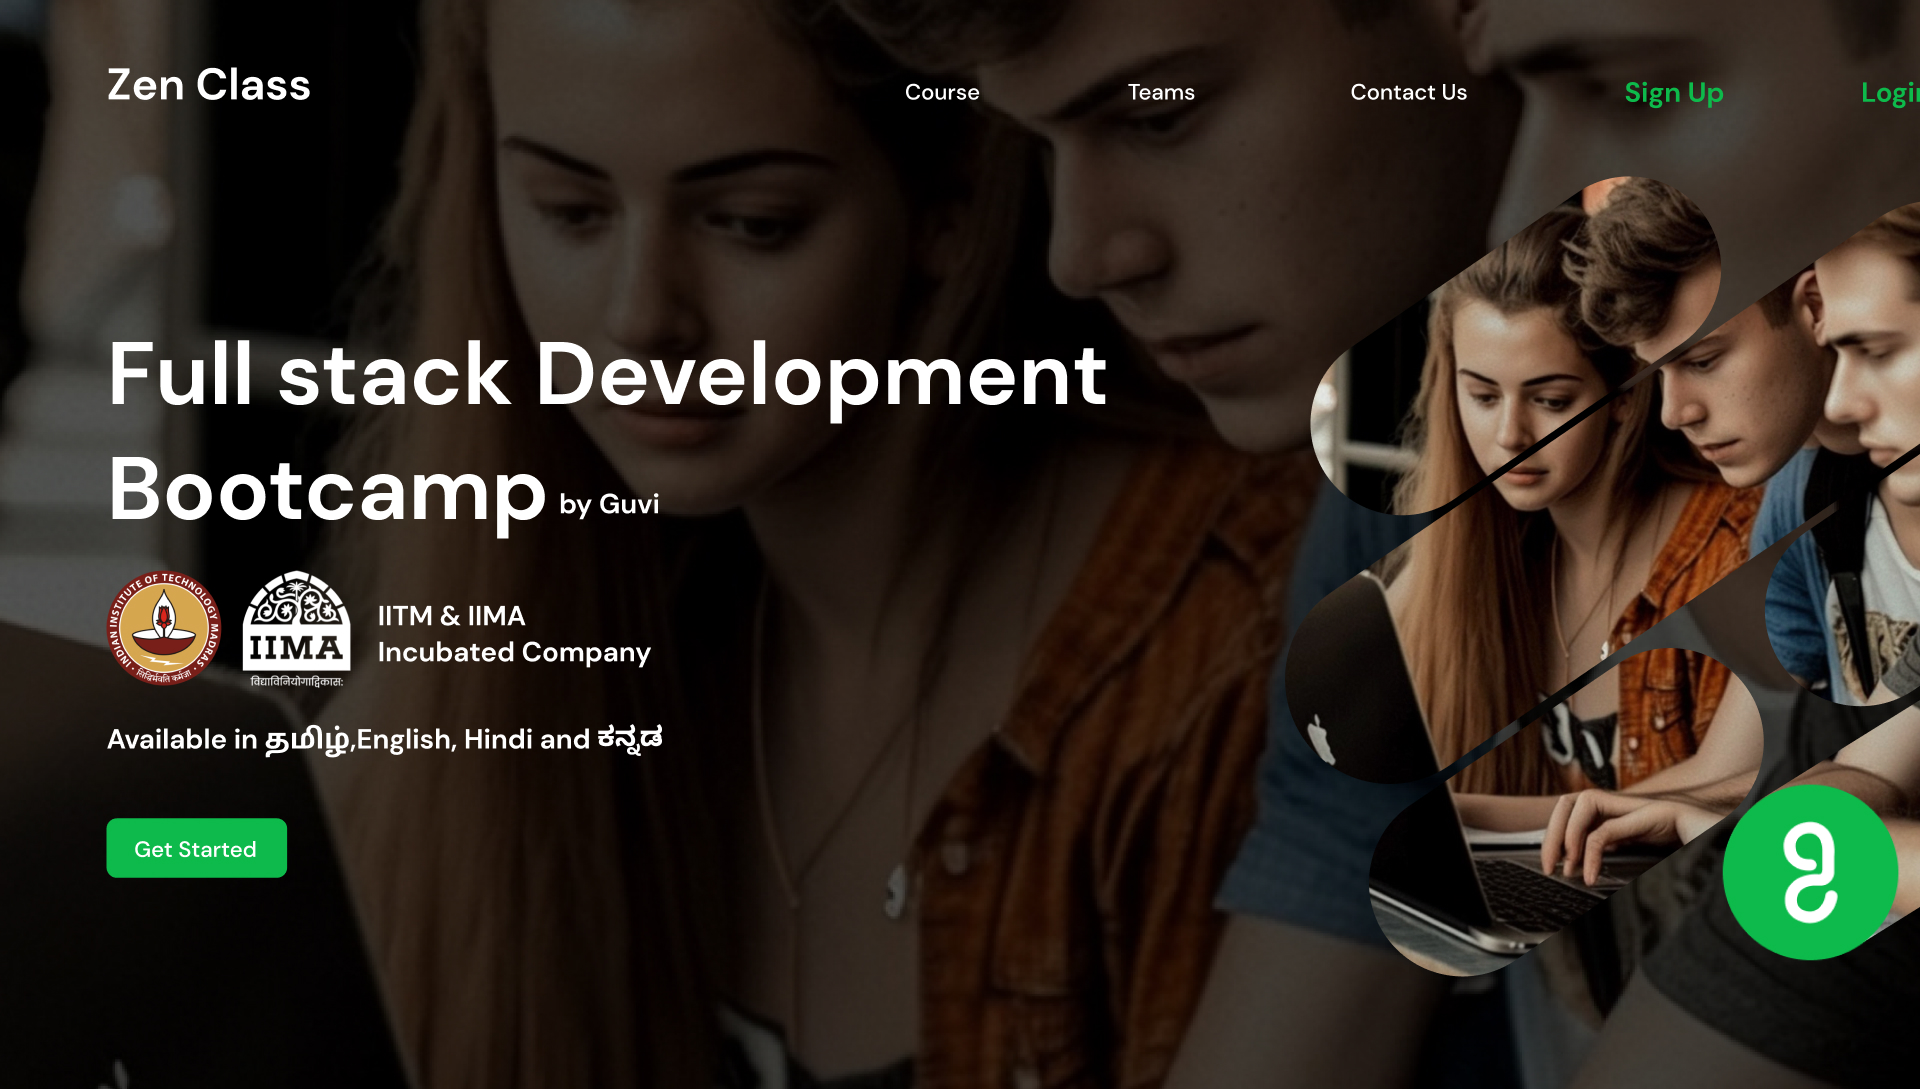 Zen Class
Course
Teams
Contact Us
Sign Up
Login
Full stack Development
Bootcamp by Guvi
INDIAN INSTITUTE OF TECHNOLOGY MADRAS
सिद्धिर्भवति कर्मजा
IIMA
विद्याविनियोगाद्विकासः
IITM & IIMA
Incubated Company
Available in தமிழ்,English, Hindi and ಕನ್ನಡ
Get Started